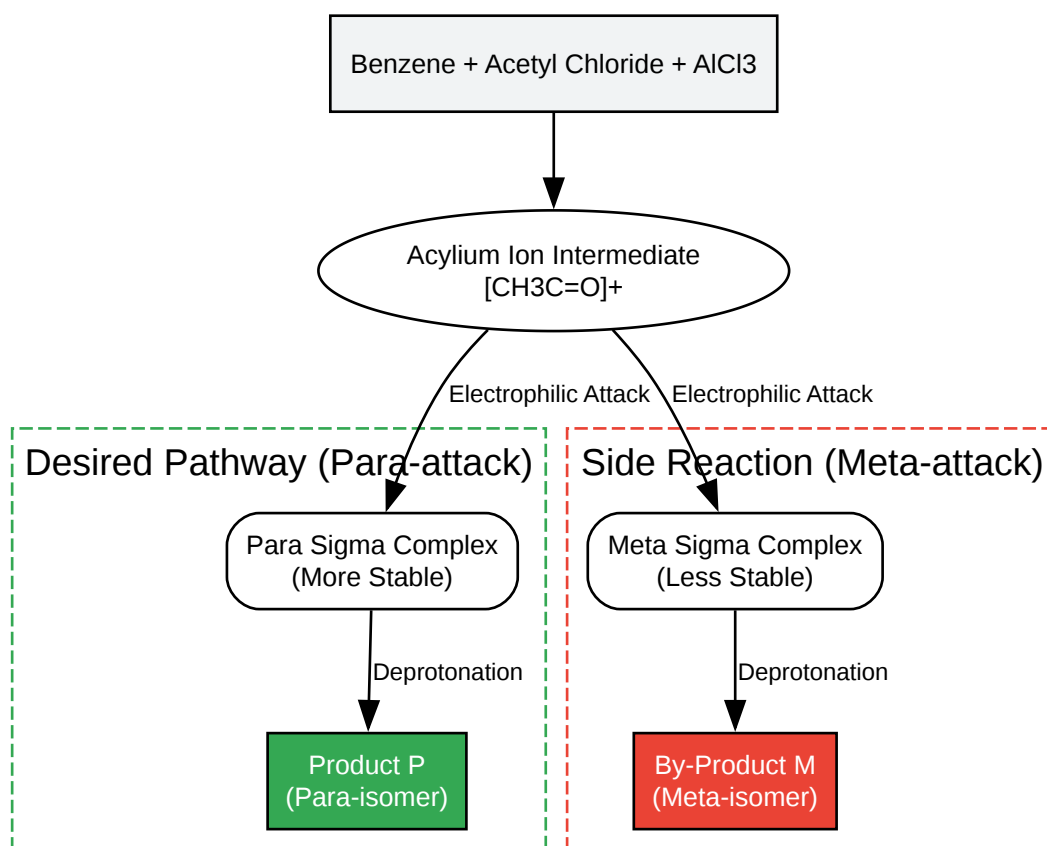 Benzene + Acetyl Chloride + AlCl3
Acylium Ion Intermediate
[CH3C=O]+
Electrophilic Attack
Electrophilic Attack
Desired Pathway (Para-attack)
Side Reaction (Meta-attack)
Para Sigma Complex
(More Stable)
Meta Sigma Complex
(Less Stable)
Deprotonation
Deprotonation
Product P
(Para-isomer)
By-Product M
(Meta-isomer)